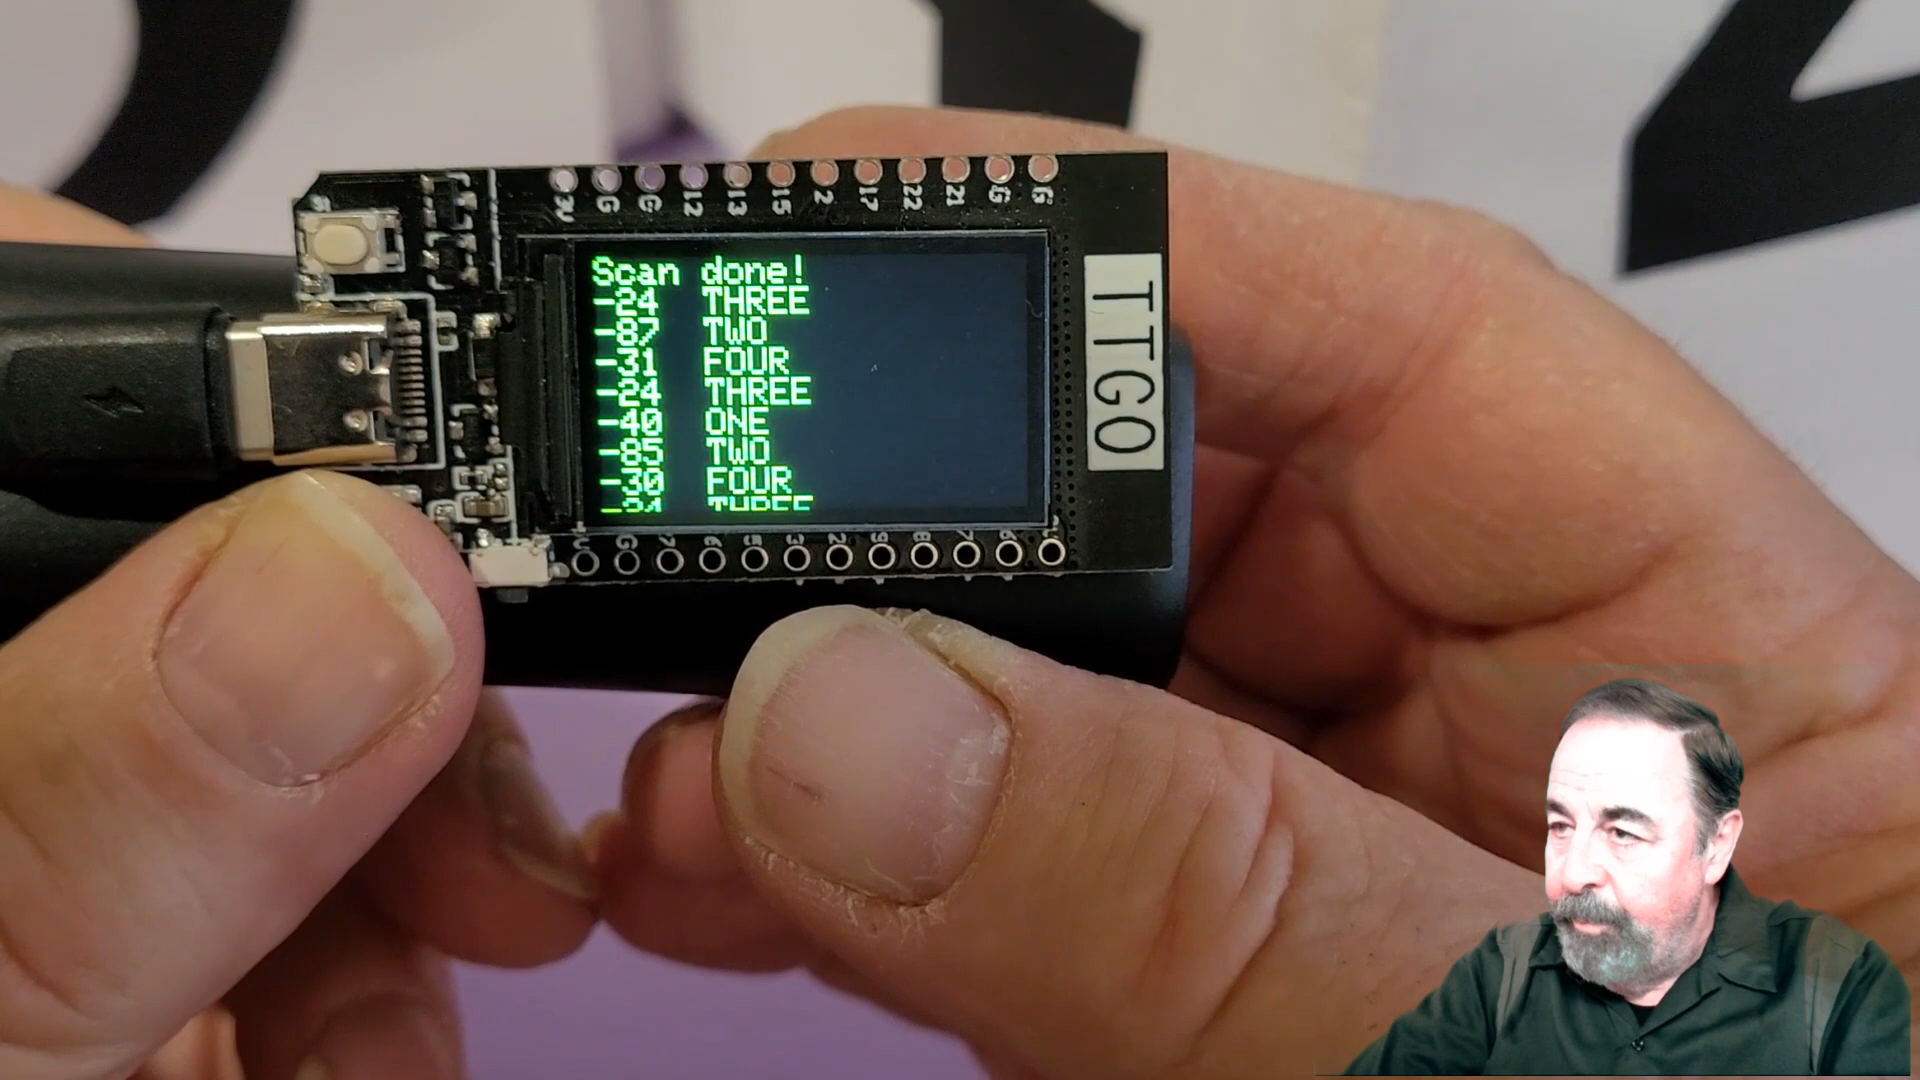 3V G G 12 13 15 2 17 22 21
Scan done!
-24 THREE
-87 TWO
-31 FOUR
-24 THREE
-40 ONE
-85 TWO
-30 FOUR
THREE
TTGO